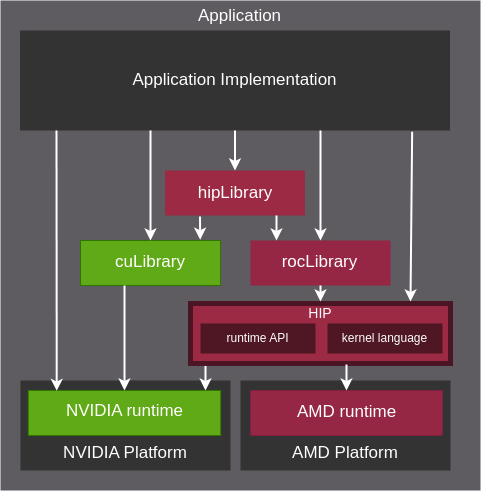 Application
Application Implementation
hipLibrary
cuLibrary
rocLibrary
HIP
runtime API
kernel language
NVIDIA runtime
AMD runtime
NVIDIA Platform
AMD Platform